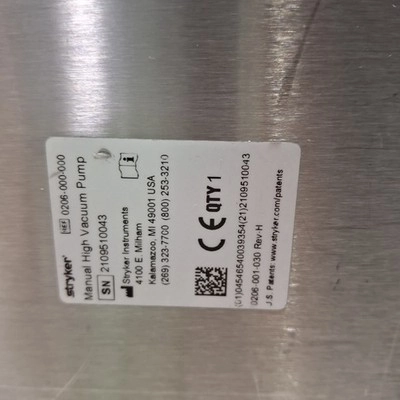 stryker®
REF 0206-000-000
Manual High Vacuum Pump
SN 2109510043
Stryker Instruments
4100 E. Milham
Kalamazoo, MI 49001 USA
(269) 323-7700 (800) 253-3210
CE QTY 1
(01)04546540039354(21)2109510043
0206-001-030 Rev-H
U.S. Patents: www.stryker.com/patents